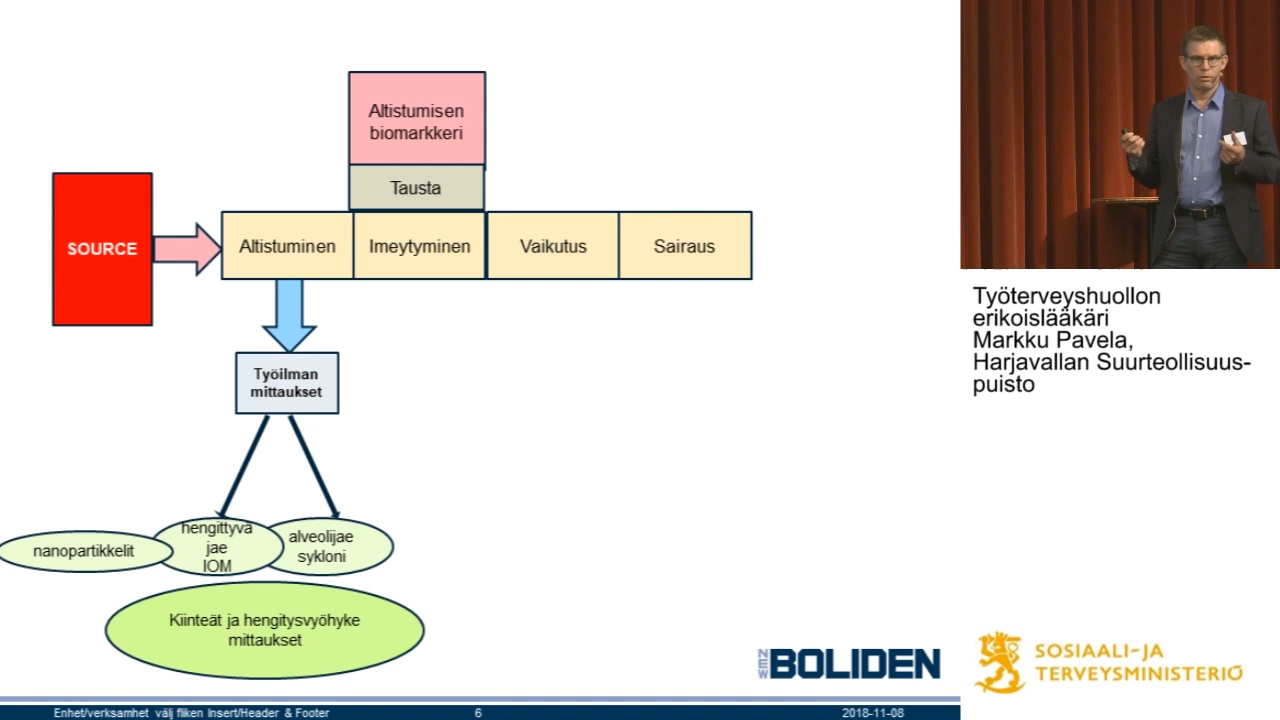 Altistumisen
biomarkkeri
Tausta
SOURCE
Altistuminen
Imeytyminen
Vaikutus
Sairaus
Työilman
mittaukset
nanopartikkelit
hengittyvä
jae
IOM
alveolijae
sykloni
Kiinteät ja hengitysvyöhyke
mittaukset
NEW BOLIDEN
Enhet/verksamhet välj fliken Insert/Header & Footer
6
2018-11-08
Työterveyshuollon
erikoislääkäri
Markku Pavela,
Harjavallan Suurteollisuus-
puisto
SOSIAALI- JA
TERVEYSMINISTERIÖ